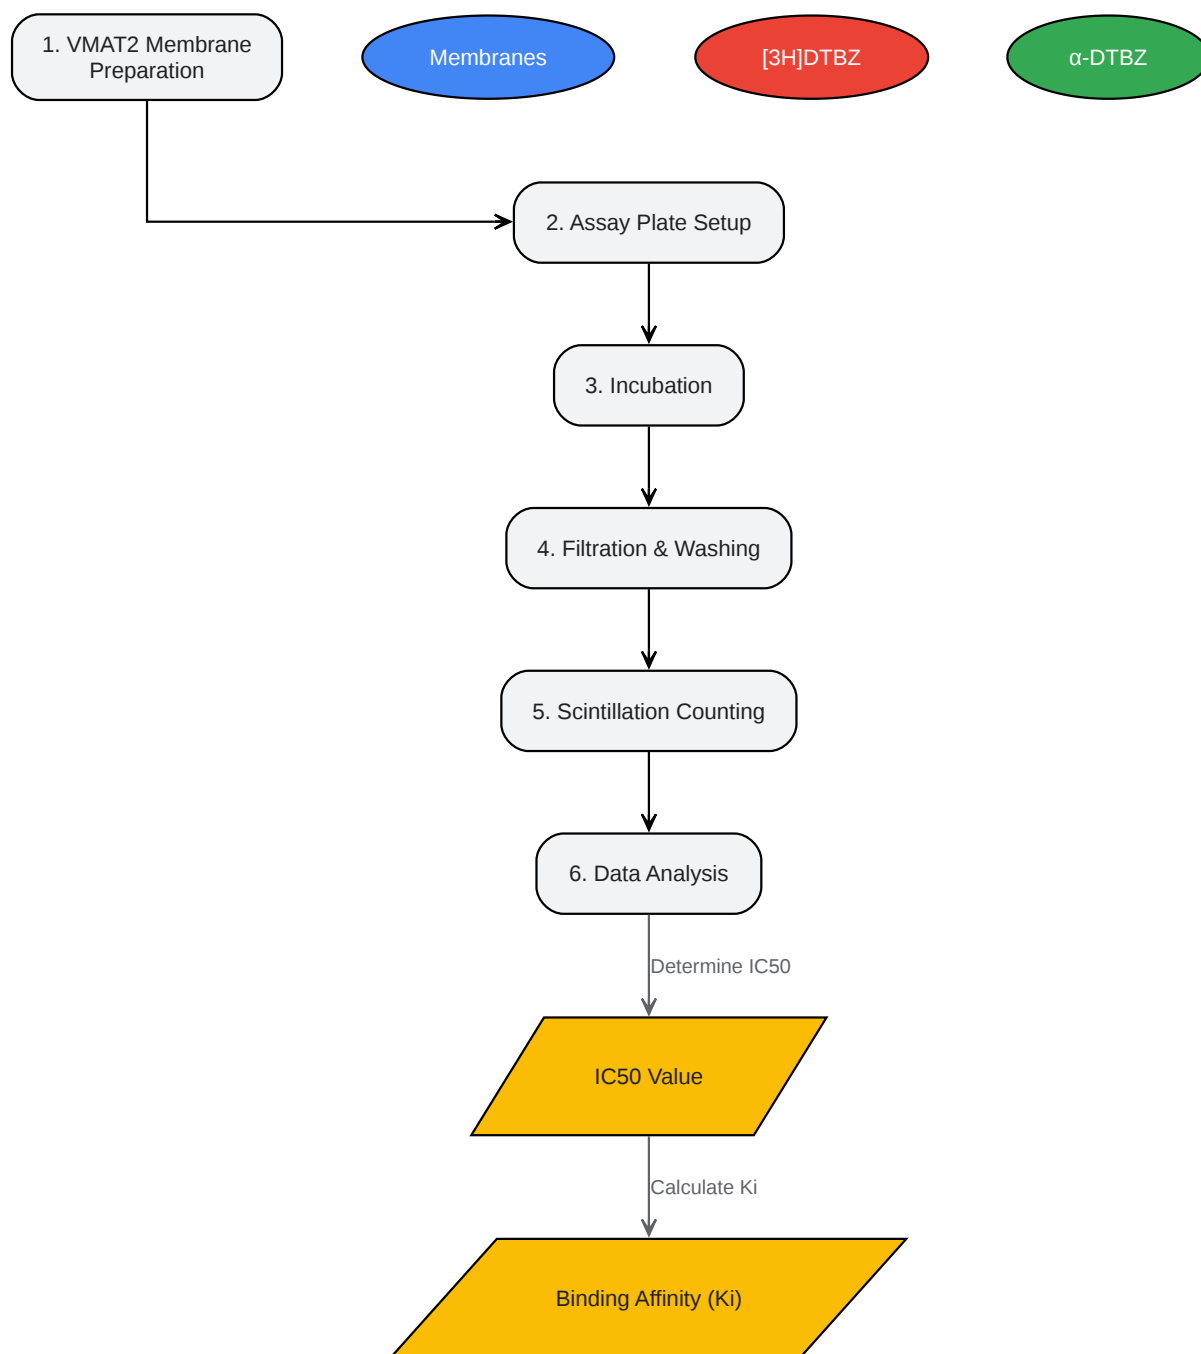 1. VMAT2 Membrane
Preparation
Membranes
[3H]DTBZ
α-DTBZ
2. Assay Plate Setup
3. Incubation
4. Filtration & Washing
5. Scintillation Counting
6. Data Analysis
Determine IC50
IC50 Value
Calculate Ki
Binding Affinity (Ki)